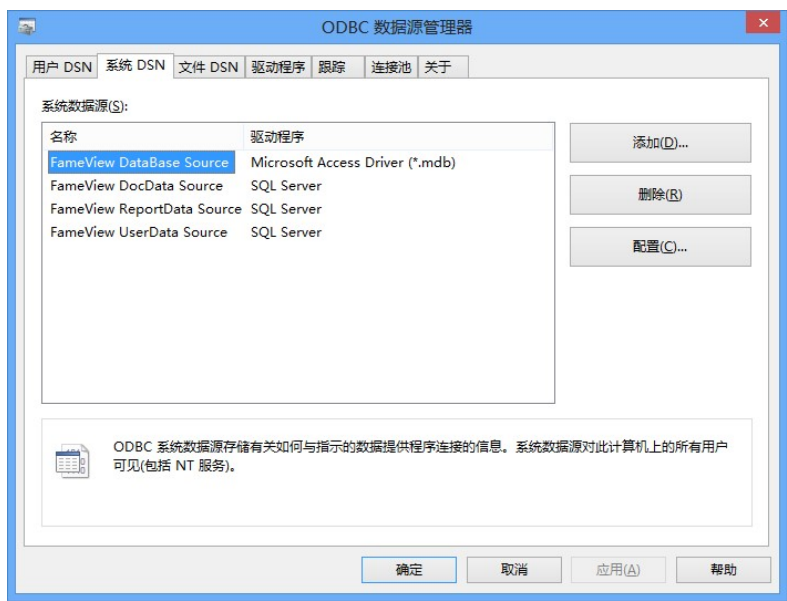 ODBC 数据源管理器
用户 DSN 系统 DSN 文件 DSN 驱动程序 跟踪 连接池 关于
系统数据源(S):
名称 驱动程序
FameView DataBase Source Microsoft Access Driver (*.mdb)
FameView DocData Source SQL Server
FameView ReportData Source SQL Server
FameView UserData Source SQL Server
添加(D)...
删除(R)
配置(C)...
ODBC 系统数据源存储有关如何与指示的数据提供程序连接的信息。系统数据源对此计算机上的所有用户
可见(包括 NT 服务)。
确定 取消 应用(A) 帮助